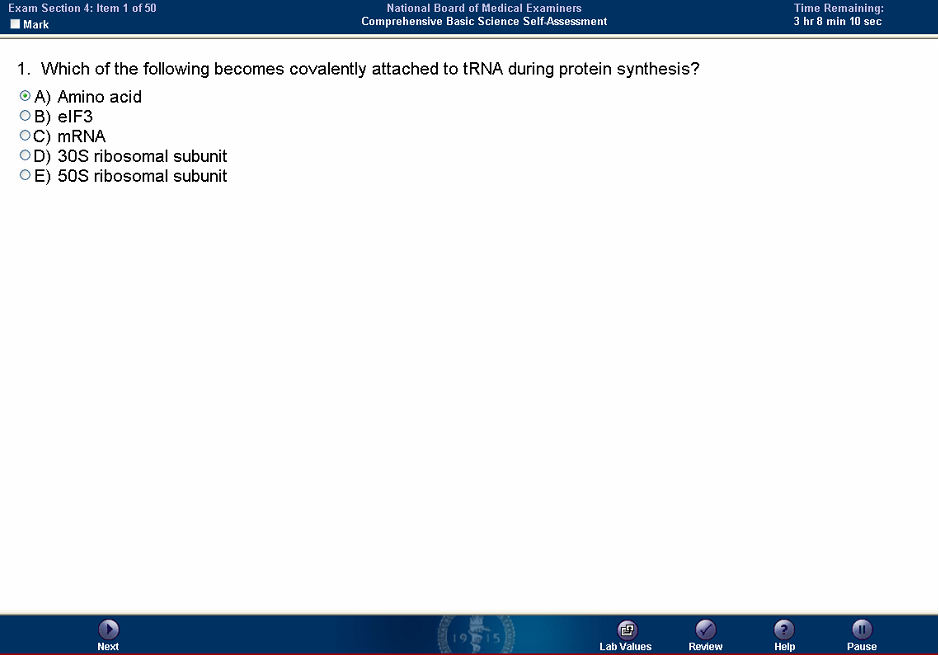 Exam Section 4: Item 1 of 50
National Board of Medical Examiners
Time Remaining:
Mark
Comprehensive Basic Science Self-Assessment
3 hr 8 min 10 sec
1. Which of the following becomes covalently attached to tRNA during protein synthesis?
A) Amino acid
B) eIF3
C) mRNA
D) 30S ribosomal subunit
E) 50S ribosomal subunit
1915
Next
Lab Values
Review
Help
Pause